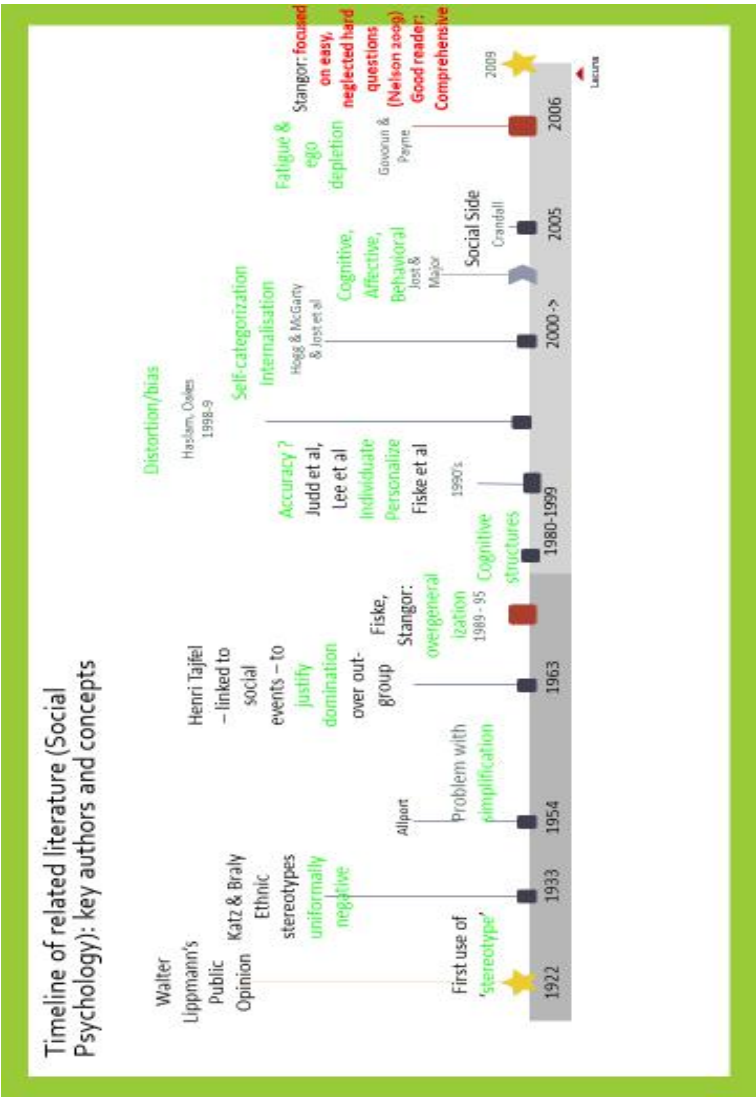 Timeline of related literature (Social
Psychology): key authors and concepts
Walter
Lippmann's
Public
Opinion
First use of
'stereotype'
1922
Katz & Braly
Ethnic
stereotypes
uniformally
negative
1933
Allport
Problem with
simplification
1954
Henri Tajfel
– linked to
social
events – to
justify
domination
over out-
group
1963
Fiske,
Stangor:
overgeneral
ization
1989 - 95
Cognitive
structures
1980-1999
Accuracy ?
Judd et al,
Lee et al
Individuate
Personalize
Fiske et al
1990's
Distortion/bias
Haslam, Oakes
1998-9
Self-categorization
Internalisation
Hogg & McGarty
& Jost et al
2000 ->
Cognitive,
Affective,
Behavioral
Jost &
Major
Social Side
Crandall
2005
Fatigue &
ego
depletion
Govorun &
Payne
2006
Stangor: focused
on easy,
neglected hard
questions
(Nelson 2009)
Good reader:
Comprehensive
2009
Lacuna